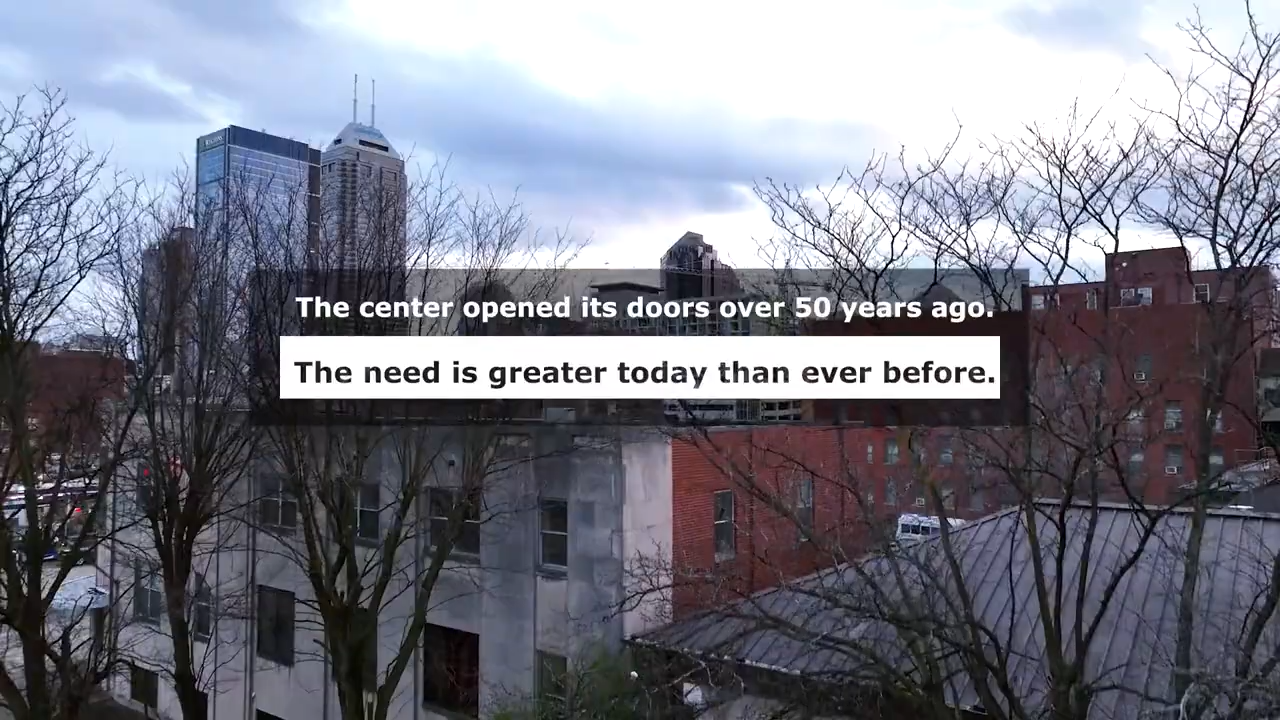 The center opened its doors over 50 years ago.
The need is greater today than ever before.